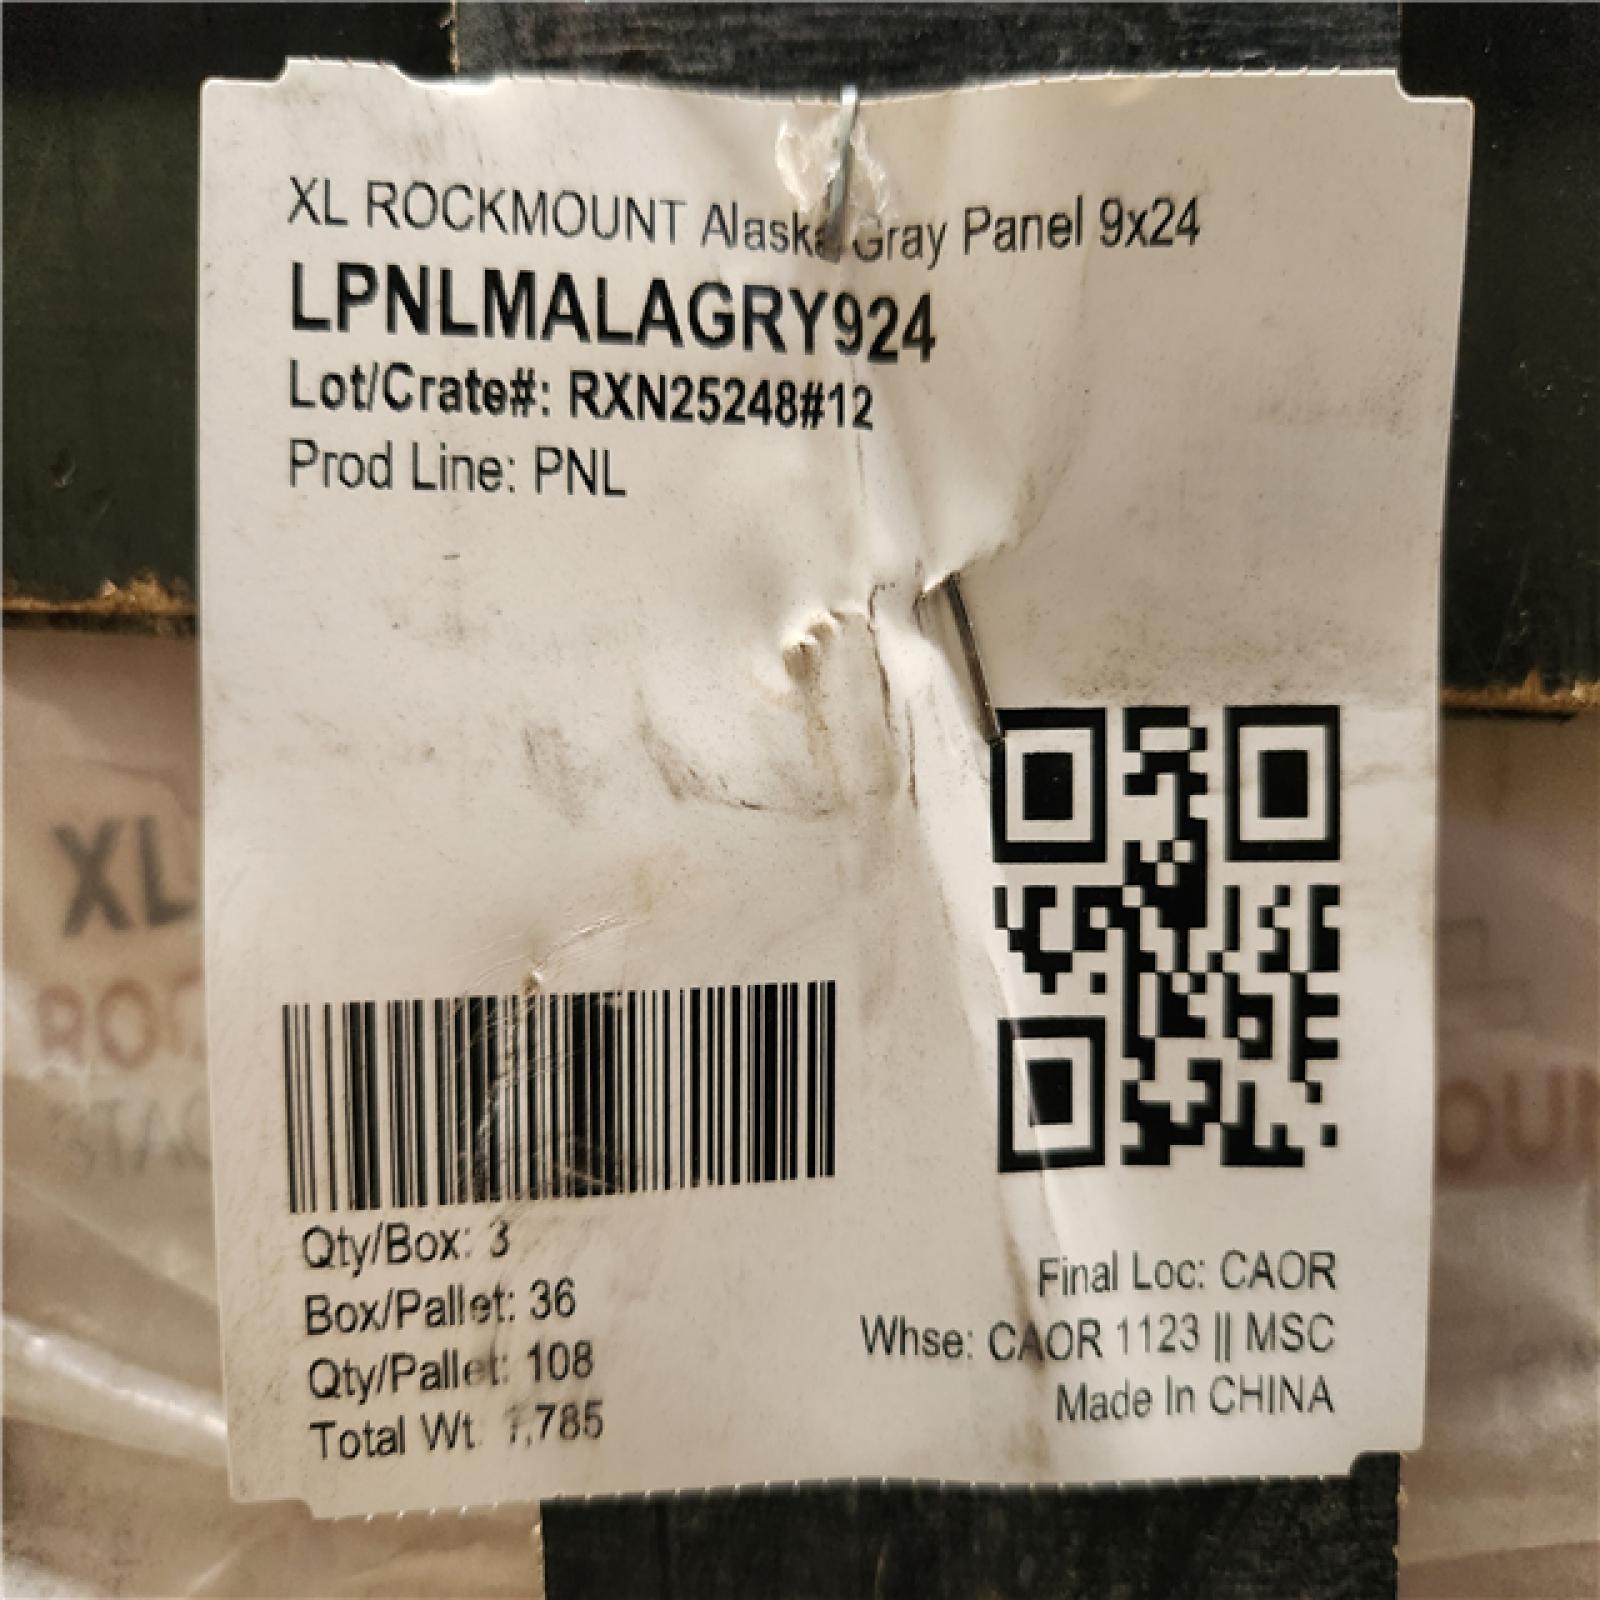 XL ROCKMOUNT Alaska Gray Panel 9x24
LPNLMALAGRY924
Lot/Crate#: RXN25248#12
Prod Line: PNL
Qty/Box: 3
Box/Pallet: 36
Qty/Pallet: 108
Total Wt. 1,785
Final Loc: CAOR
Whse: CAOR 1123 || MSC
Made In CHINA
XL